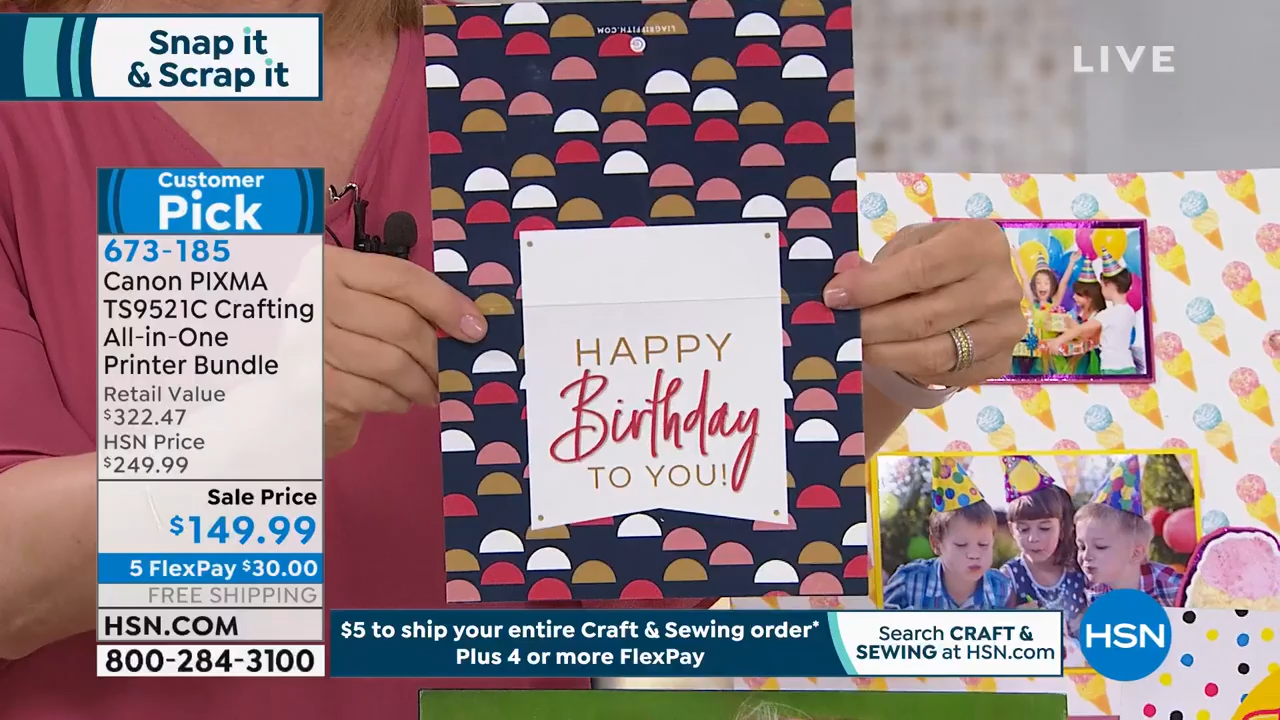 Snap it
& Scrap it
LIVE
LIAGRIFFITH.COM
Customer
Pick
673-185
Canon PIXMA
TS9521C Crafting
All-in-One
Printer Bundle
Retail Value
$322.47
HSN Price
$249.99
Sale Price
$149.99
5 FlexPay $30.00
FREE SHIPPING
HSN.COM
800-284-3100
HAPPY
Birthday
TO YOU!
$5 to ship your entire Craft & Sewing order*
Plus 4 or more FlexPay
Search CRAFT &
SEWING at HSN.com
HSN